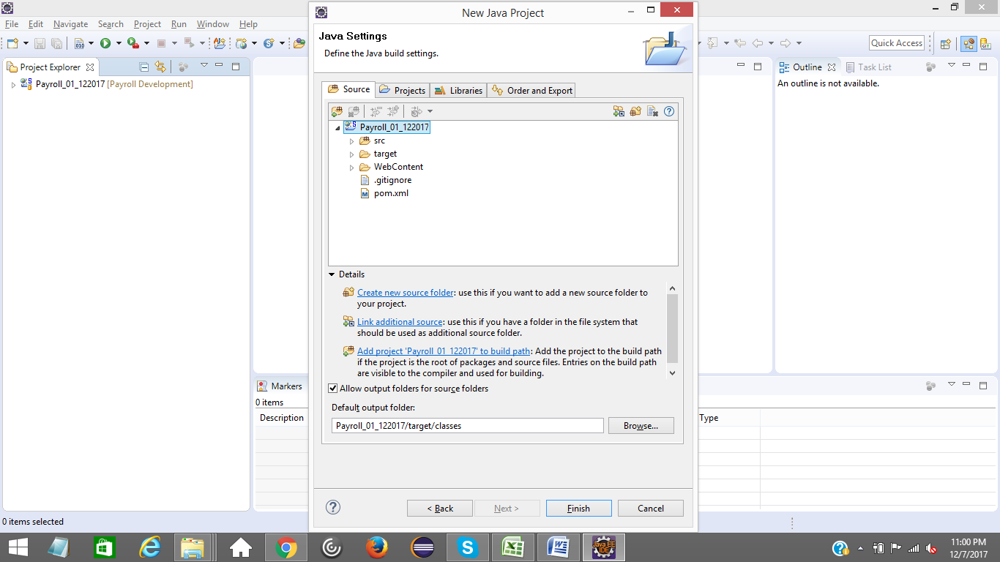 New Java Project
File Edit Navigate Search Project Run Window Help
Quick Access
Java Settings
Define the Java build settings.
Project Explorer
Payroll_01_122017 [Payroll Development]
Source Projects Libraries Order and Export
Payroll_01_122017
src
target
WebContent
.gitignore
pom.xml
Details
Create new source folder: use this if you want to add a new source folder to
your project.
Link additional source: use this if you have a folder in the file system that
should be used as additional source folder.
Add project 'Payroll_01_122017' to build path: Add the project to the build path
if the project is the root of packages and source files. Entries on the build path
are visible to the compiler and used for building.
Allow output folders for source folders
Default output folder:
Payroll_01_122017/target/classes
Browse...
< Back Next > Finish Cancel
Outline Task List
An outline is not available.
Markers
0 items
Description Type
0 items selected
Java EE
IDE
11:00 PM
12/7/2017